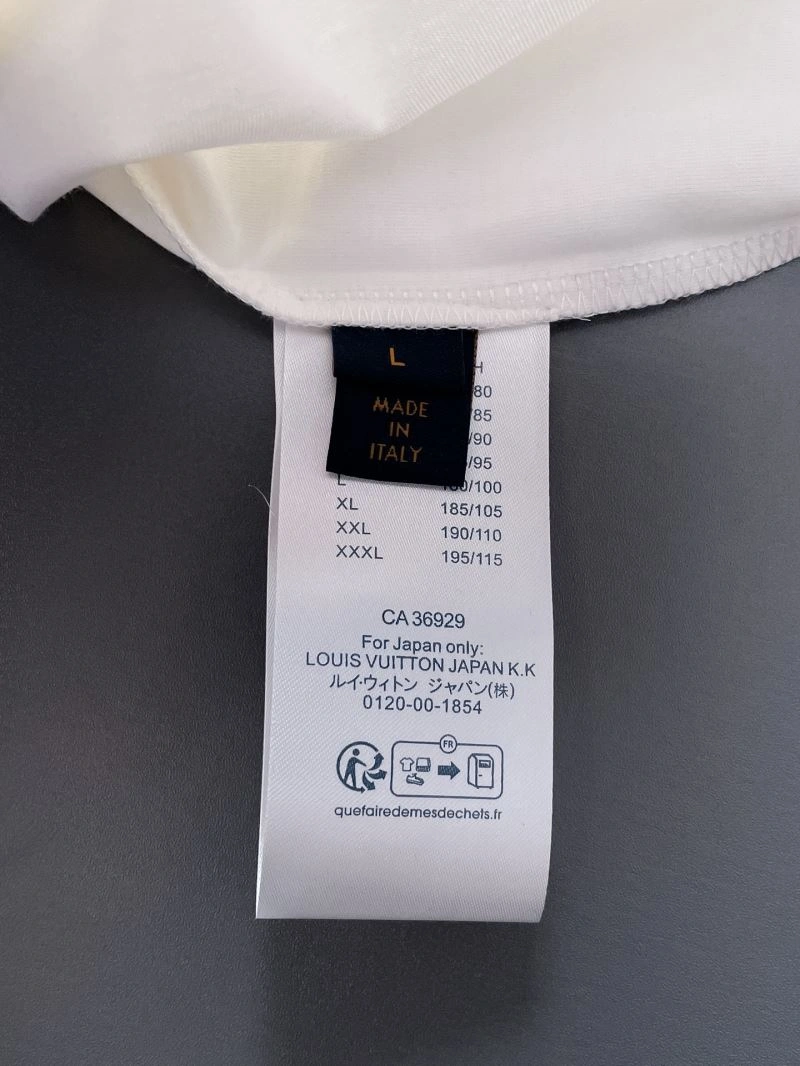 L
MADE
IN
ITALY
H
/80
/85
/90
/95
L /100
XL 185/105
XXL 190/110
XXXL 195/115
CA 36929
For Japan only:
LOUIS VUITTON JAPAN K.K
ルイ・ヴィトン ジャパン(株)
0120-00-1854
FR
quefairedemesdechets.fr